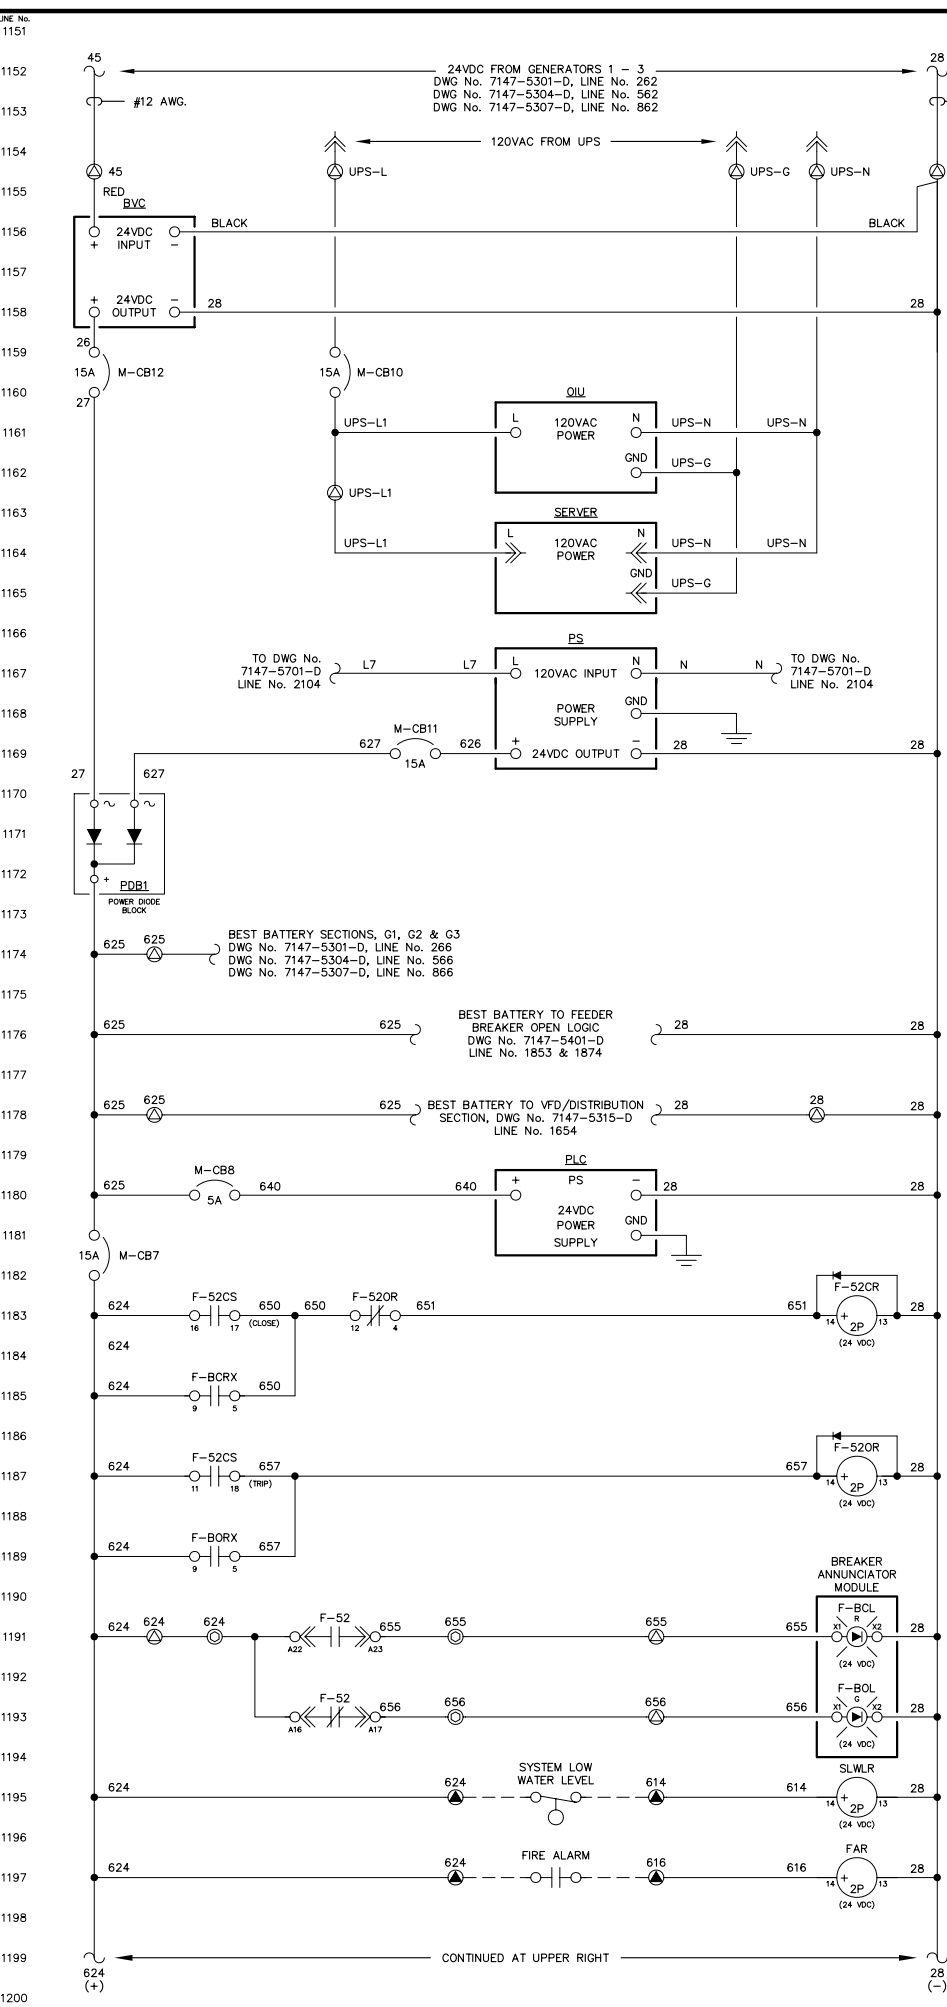 LINE No.
1151
45
28
1152
24VDC FROM GENERATORS 1 – 3
DWG No. 7147–5301–D, LINE No. 262
DWG No. 7147–5304–D, LINE No. 562
DWG No. 7147–5307–D, LINE No. 862
1153
#12 AWG.
1154
120VAC FROM UPS
45
UPS–L
UPS–G
UPS–N
1155
RED
BVC
1156
24VDC
INPUT
+
–
BLACK
BLACK
1157
1158
+
24VDC
OUTPUT
–
28
28
1159
26
15A
M–CB12
15A
M–CB10
1160
27
OIU
1161
UPS–L1
L
120VAC
POWER
N
UPS–N
UPS–N
1162
GND
UPS–G
UPS–L1
1163
SERVER
1164
UPS–L1
L
120VAC
POWER
N
UPS–N
UPS–N
1165
GND
UPS–G
1166
PS
1167
TO DWG No.
7147–5701–D
LINE No. 2104
L7
L7
L
120VAC INPUT
N
N
N
TO DWG No.
7147–5701–D
LINE No. 2104
1168
POWER
SUPPLY
GND
1169
M–CB11
627
15A
626
+
24VDC OUTPUT
–
28
28
27
627
1170
1171
1172
+
PDB1
POWER DIODE
BLOCK
1173
1174
625
625
BEST BATTERY SECTIONS, G1, G2 & G3
DWG No. 7147–5301–D, LINE No. 266
DWG No. 7147–5304–D, LINE No. 566
DWG No. 7147–5307–D, LINE No. 866
1175
1176
625
625
BEST BATTERY TO FEEDER
BREAKER OPEN LOGIC
DWG No. 7147–5401–D
LINE No. 1853 & 1874
28
28
1177
1178
625
625
625
BEST BATTERY TO VFD/DISTRIBUTION
SECTION, DWG No. 7147–5315–D
LINE No. 1654
28
28
28
1179
PLC
1180
625
M–CB8
5A
640
640
+
PS
–
28
28
24VDC
POWER
SUPPLY
GND
1181
15A
M–CB7
1182
1183
624
F–52CS
16
17
650
(CLOSE)
650
F–52OR
12
4
651
651
F–52CR
14
+
2P
13
(24 VDC)
28
1184
624
1185
624
F–BCRX
9
5
650
1186
1187
624
F–52CS
11
18
657
(TRIP)
657
F–52OR
14
+
2P
13
(24 VDC)
28
1188
1189
624
F–BORX
9
5
657
1190
BREAKER
ANNUNCIATOR
MODULE
1191
624
624
624
F–52
A22
A23
655
655
655
655
F–BCL
R
X1
X2
(24 VDC)
28
1192
1193
F–52
A16
A17
656
656
656
656
F–BOL
G
X1
X2
(24 VDC)
28
1194
1195
624
624
SYSTEM LOW
WATER LEVEL
614
614
SLWLR
14
+
2P
13
(24 VDC)
28
1196
1197
624
624
FIRE ALARM
616
616
FAR
14
+
2P
13
(24 VDC)
28
1198
1199
CONTINUED AT UPPER RIGHT
624
(+)
28
(–)
1200